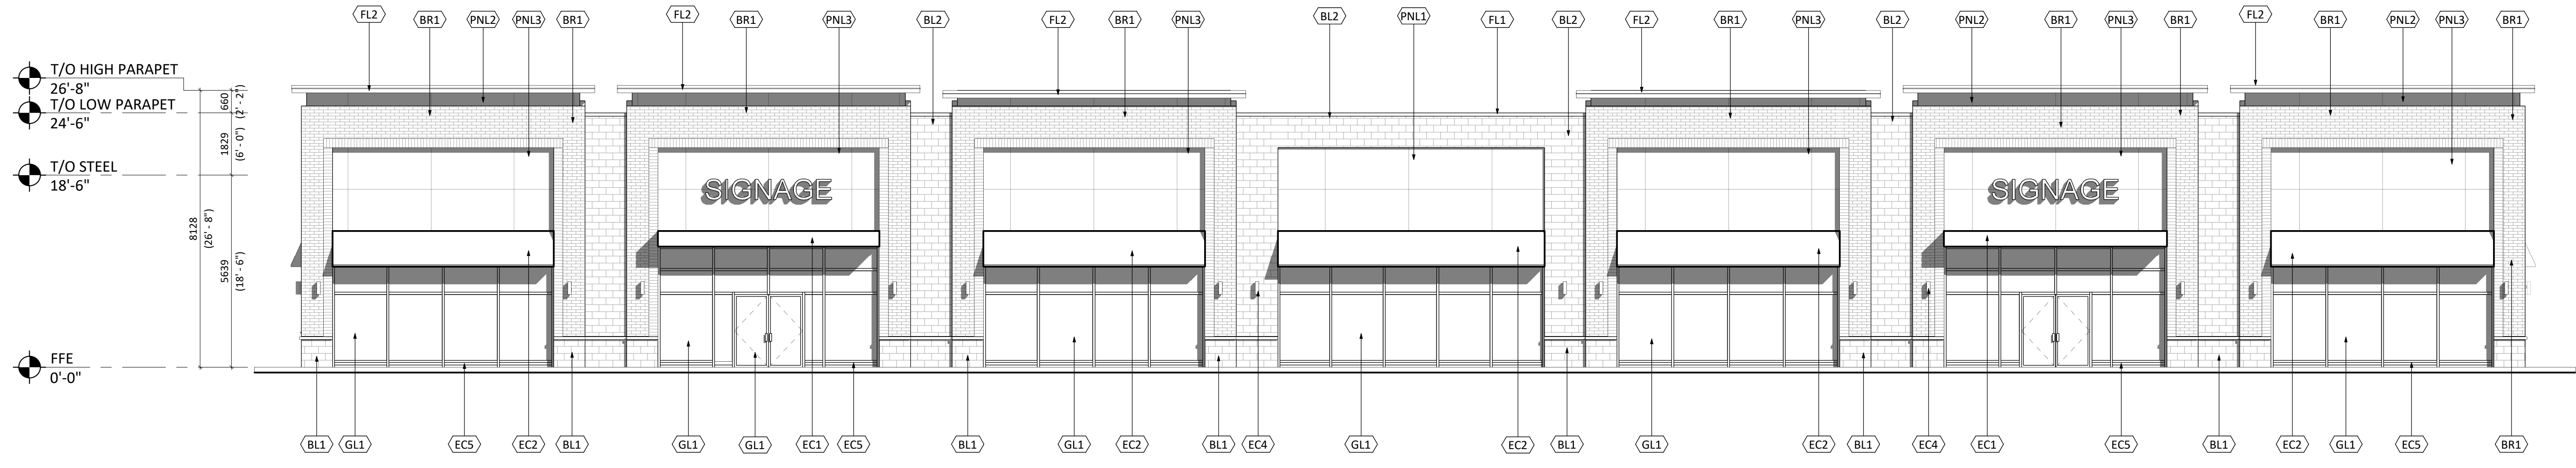 FL2 BR1 PNL2 PNL3 BR1 FL2 BR1 PNL3 BL2 FL2 BR1 PNL3 BL2 PNL1 FL1 BL2 FL2 BR1 PNL3 BL2 PNL2 BR1 PNL3 BR1 FL2 BR1 PNL2 PNL3 BR1
T/O HIGH PARAPET
26'-8"
T/O LOW PARAPET
24'-6"
T/O STEEL
18'-6"
FFE
0'-0"
660
(2' - 2")
1829
(6' - 0")
8128
(26' - 8")
5639
(18' - 6")
SIGNAGE
SIGNAGE
BL1 GL1 EC5 EC2 BL1 GL1 GL1 EC1 EC5 BL1 GL1 EC2 BL1 EC4 GL1 EC2 BL1 GL1 EC2 BL1 EC4 EC1 EC5 BL1 EC2 GL1 EC5 BR1